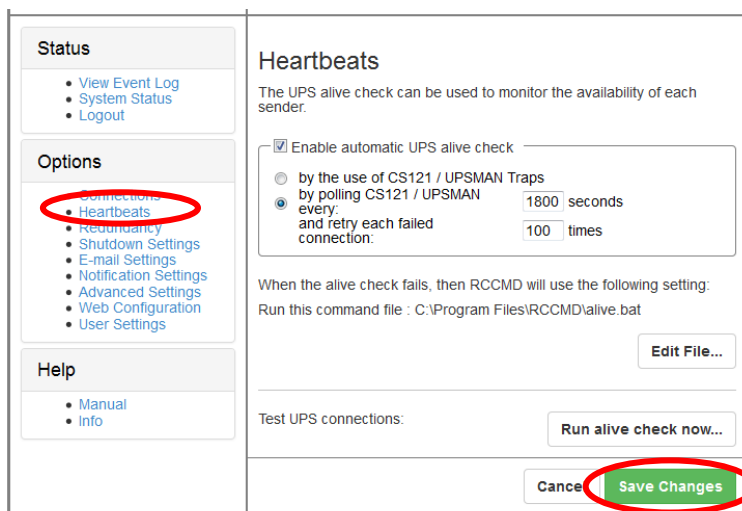 Status
View Event Log
System Status
Logout
Options
Connections
Heartbeats
Redundancy
Shutdown Settings
E-mail Settings
Notification Settings
Advanced Settings
Web Configuration
User Settings
Help
Manual
Info
Heartbeats
The UPS alive check can be used to monitor the availability of each
sender.
Enable automatic UPS alive check
by the use of CS121 / UPSMAN Traps
by polling CS121 / UPSMAN
every:
1800 seconds
and retry each failed
connection:
100 times
When the alive check fails, then RCCMD will use the following setting:
Run this command file : C:\Program Files\RCCMD\alive.bat
Edit File...
Test UPS connections:
Run alive check now...
Cancel
Save Changes